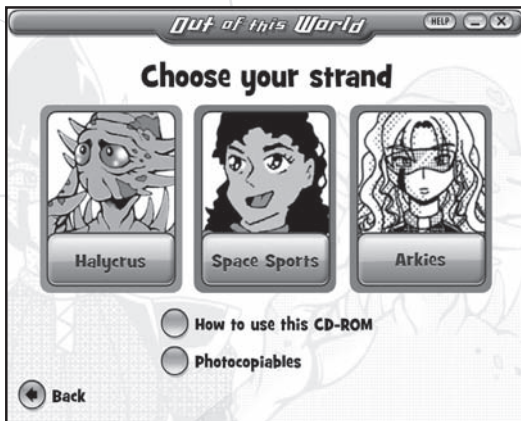 Out of this World
HELP
Choose your strand
Halycrus
Space Sports
Arkies
How to use this CD-ROM
Photocopiables
Back